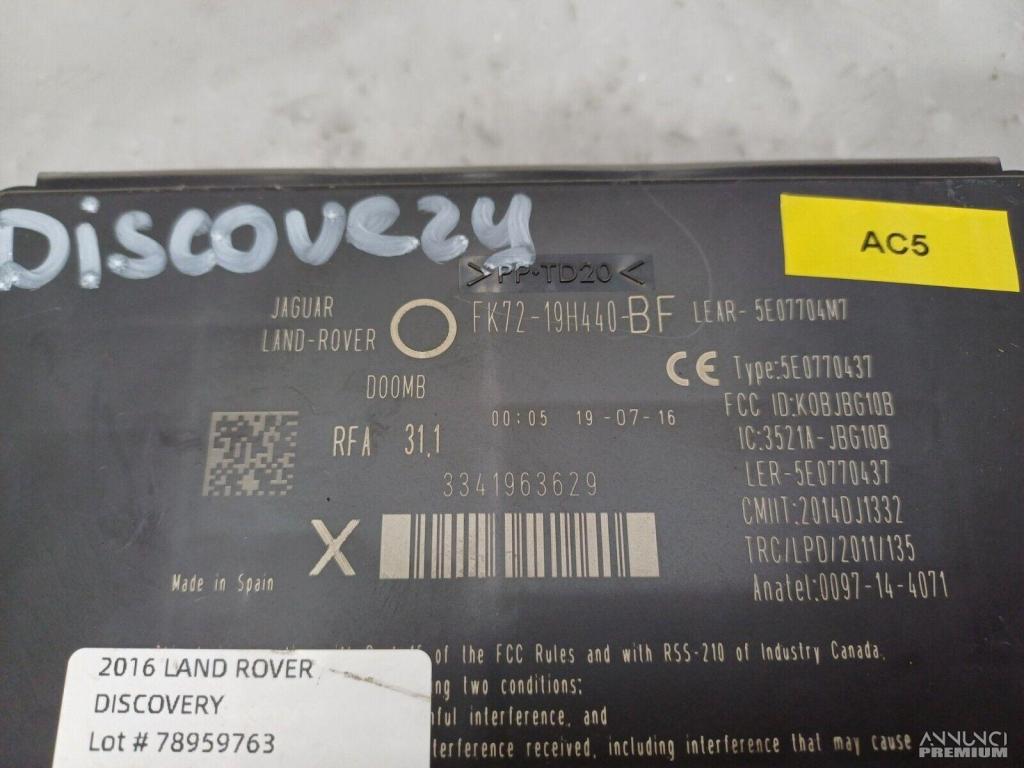 Discovery
AC5
>PP-TD20<
JAGUAR
LAND-ROVER
FK72-19H440-BF
LEAR- 5E07704M7
D00MB
CE Type:5E0770437
FCC ID:KOBJBG10B
00:05 19-07-16
RFA 31,1
IC:3521A-JBG10B
3341963629
LER-5E0770437
CMIIT:2014DJ1332
X
TRC/LPD/2011/135
Made in Spain
Anatel:0097-14-4071
of the FCC Rules and with RSS-210 of Industry Canada.
two conditions:
interference, and
received, including interference that may cause
2016 LAND ROVER
DISCOVERY
Lot # 78959763
ANNUNCI
PREMIUM